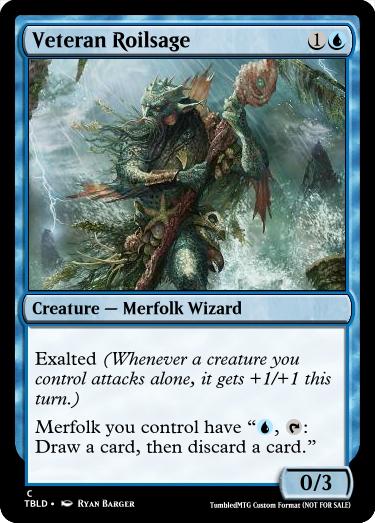 Veteran Roilsage 1
Creature — Merfolk Wizard
Exalted (Whenever a creature you
control attacks alone, it gets +1/+1 this
turn.)
Merfolk you control have “, :
Draw a card, then discard a card.”
0/3
C
TBLD • Ryan Barger
TumbledMTG Custom Format (NOT FOR SALE)